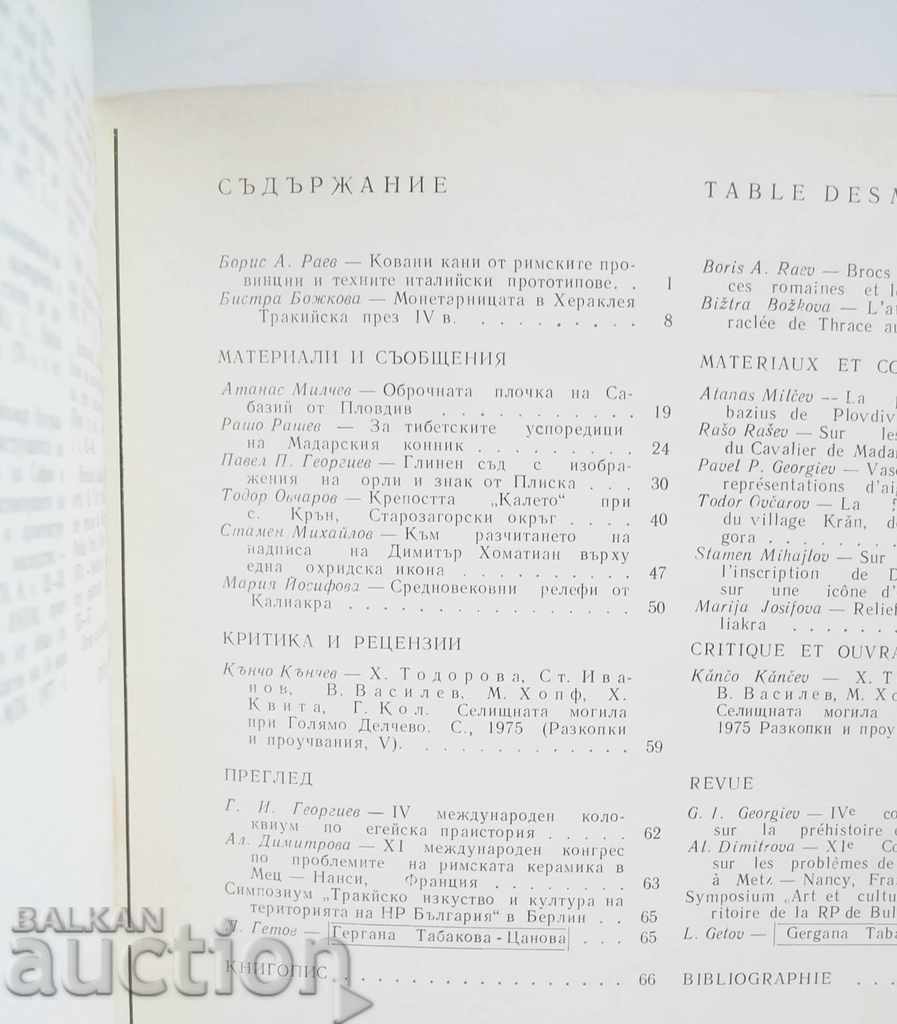 СЪДЪРЖАНИЕ
Борис А. Раев — Ковани кани от римските про-
винции и техните италийски прототипове. . 1
Бистра Божкова — Монетарницата в Хераклея
Тракийска през IV в. . . . . . . . . . 8
МАТЕРИАЛИ И СЪОБЩЕНИЯ
Атанас Милчев — Оброчната плочка на Са-
базий от Пловдив . . . . . . . . . . . 19
Рашо Рашев — За тибетските успоредици
на Мадарския конник . . . . . . . . . 24
Павел П. Георгиев — Глинен съд с изобра-
жения на орли и знак от Плиска . . . 30
Тодор Овчаров — Крепостта „Калето“ при
с. Крън, Старозагорски окръг . . . . 40
Стамен Михайлов — Към разчитането на
надписа на Димитър Хоматиан върху
една охридска икона . . . . . . . . . . 47
Мария Йосифова — Средновековни релефи от
Калиакра . . . . . . . . . . . . . . . . 50
КРИТИКА И РЕЦЕНЗИИ
Кънчо Кънчев — Х. Тодорова, Ст. Ива-
нов, В. Василев, М. Хопф, Х.
Квита, Г. Кол. Селищната могила
при Голямо Делчево. С., 1975 (Разкопки
и проучвания, V). . . . . . . . . . . . . 59
ПРЕГЛЕД
Г. И. Георгиев — IV международен коло-
квиум по егейска праистория . . . . . 62
Ал. Димитрова — XI международен конгрес
по проблемите на римската керамика в
Мец — Нанси, Франция . . . . . . . . 63
Симпозиум „Тракйско изкуство и култура на
територията на НР България“ в Берлин . . 65
Л. Гетов — Гергана Табакова-Цанова . . . 65
КНИГОПИС . . . . . . . . . . . . . . . . . 66
TABLE DES M
Boris A. Raev — Brocs
ces romaines et l
Bižtra Božkova — L'a
raclée de Thrace au
MATERIAUX ET CO
Atanas Milčev -- La
bazius de Plovdiv
Rašo Rašev — Sur les
du Cavalier de Madar
Pavel P. Georgiev — Vas
représentations d'ai
Todor Ovčarov — La
du village Krǎn, de
gora . . . . . . . . .
Stamen Mihajlov — Sur
l'inscription de D
sur une icône d'
Marija Josifova — Relief
liakra . . . . . . .
CRITIQUE ET OUVRA
Kǎnčo Kǎnčev — Х. Т
В. Василев, М. Хо
Селищната могила
1975 Разкопки и проу
REVUE
G. I. Georgiev — IVe co
sur la préhistoire
Al. Dimitrova — XIe Co
sur les problèmes de
à Metz — Nancy, Fra
Symposium „Art et cultu
ritoire de la RP de Bul
L. Getov — Gergana Taba
BIBLIOGRAPHIE . . .
BALKAN
auction